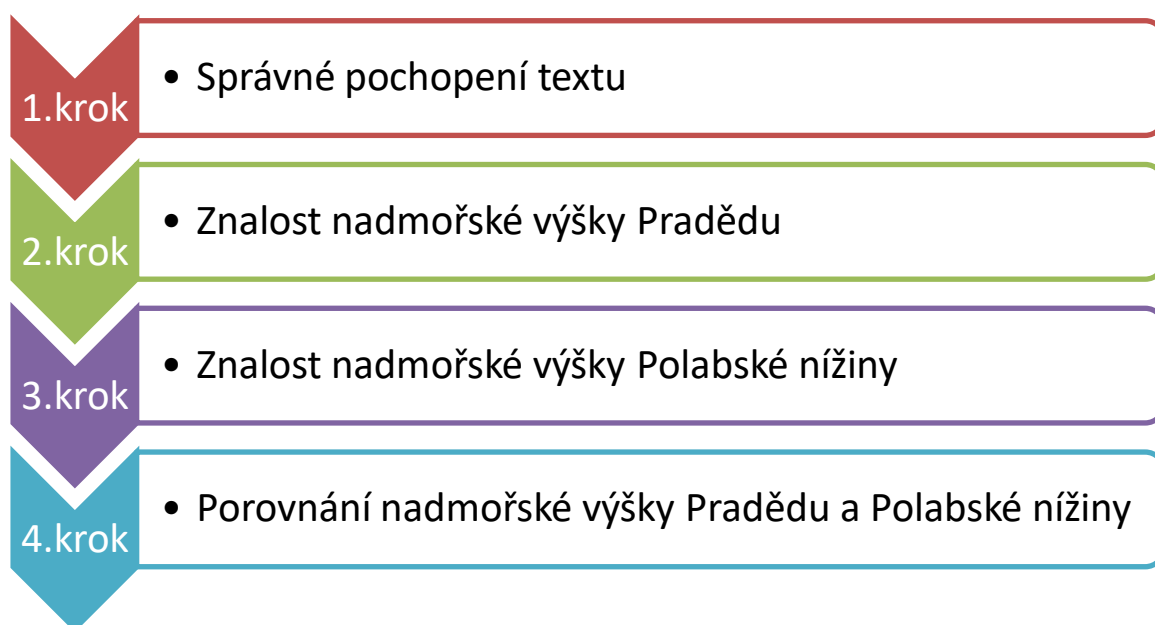 1.krok
• Správné pochopení textu
2.krok
• Znalost nadmořské výšky Pradědu
3.krok
• Znalost nadmořské výšky Polabské nížiny
4.krok
• Porovnání nadmořské výšky Pradědu a Polabské nížiny